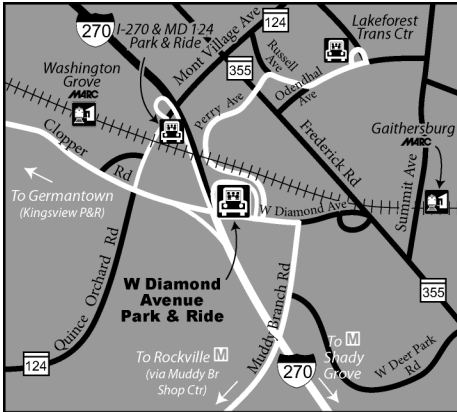 270
I-270 & MD 124
Park & Ride
Mont Village Ave
124
Lakeforest
Trans Ctr
355
Russell
Ave
Odendhal
Ave
Washington
Grove
MARC
Perry Ave
Frederick Rd
Gaithersburg
MARC
Clopper
Rd
To Germantown
(Kingsview P&R)
W Diamond Ave
Summit Ave
W Diamond
Avenue
Park & Ride
Quince Orchard Rd
Muddy Branch Rd
355
To Rockville M
(via Muddy Br
Shop Ctr)
270
To M
Shady
Grove
W Deer Park
Rd
124